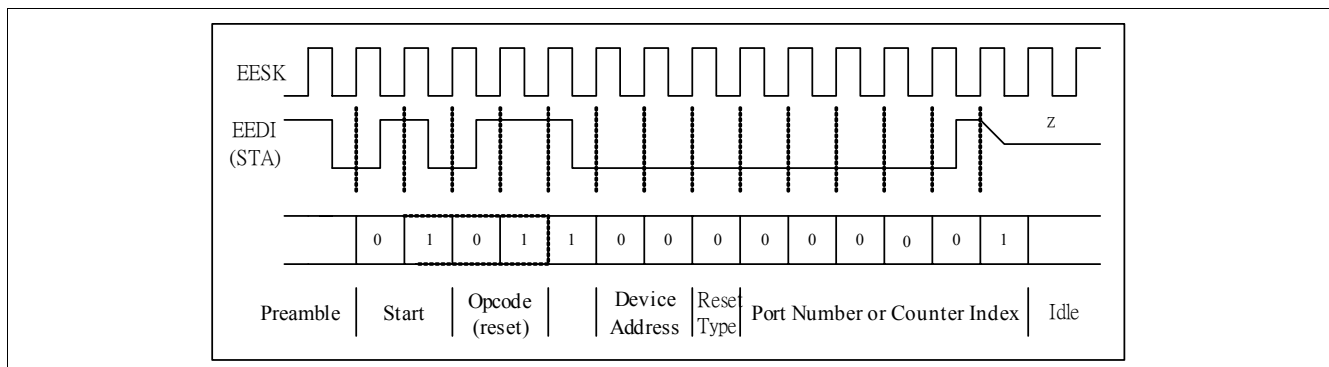 EESK
EEDI
(STA)
z
0 1 0 1 1 0 0 0 0 0 0 0 0 1
Preamble Start Opcode (reset) Device Address Reset Type Port Number or Counter Index Idle